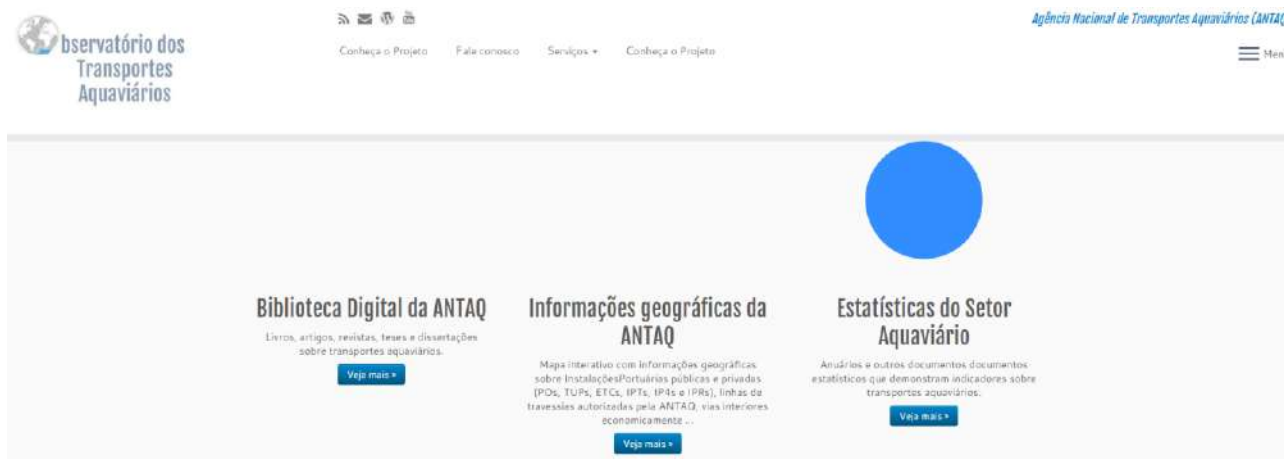 bservatório dos
Transportes
Aquaviários
Agência Nacional de Transportes Aquaviários (ANTAQ
Conheça o Projeto Fale conosco Serviços Conheça o Projeto
Men
Biblioteca Digital da ANTAQ
Livros, artigos, revistas, teses e dissertações
sobre transportes aquaviários.
Veja mais »
Informações geográficas da
ANTAQ
Mapa interativo com informações geográficas
sobre InstalaçõesPortuárias públicas e privadas
(POs, TUPs, ETCs, IPTs, IP4s e IPRs), linhas de
travessias autorizadas pela ANTAQ, vias interiores
economicamente ...
Veja mais »
Estatísticas do Setor
Aquaviário
Anuários e outros documentos documentos
estatísticos que demonstram indicadores sobre
transportes aquaviários.
Veja mais »